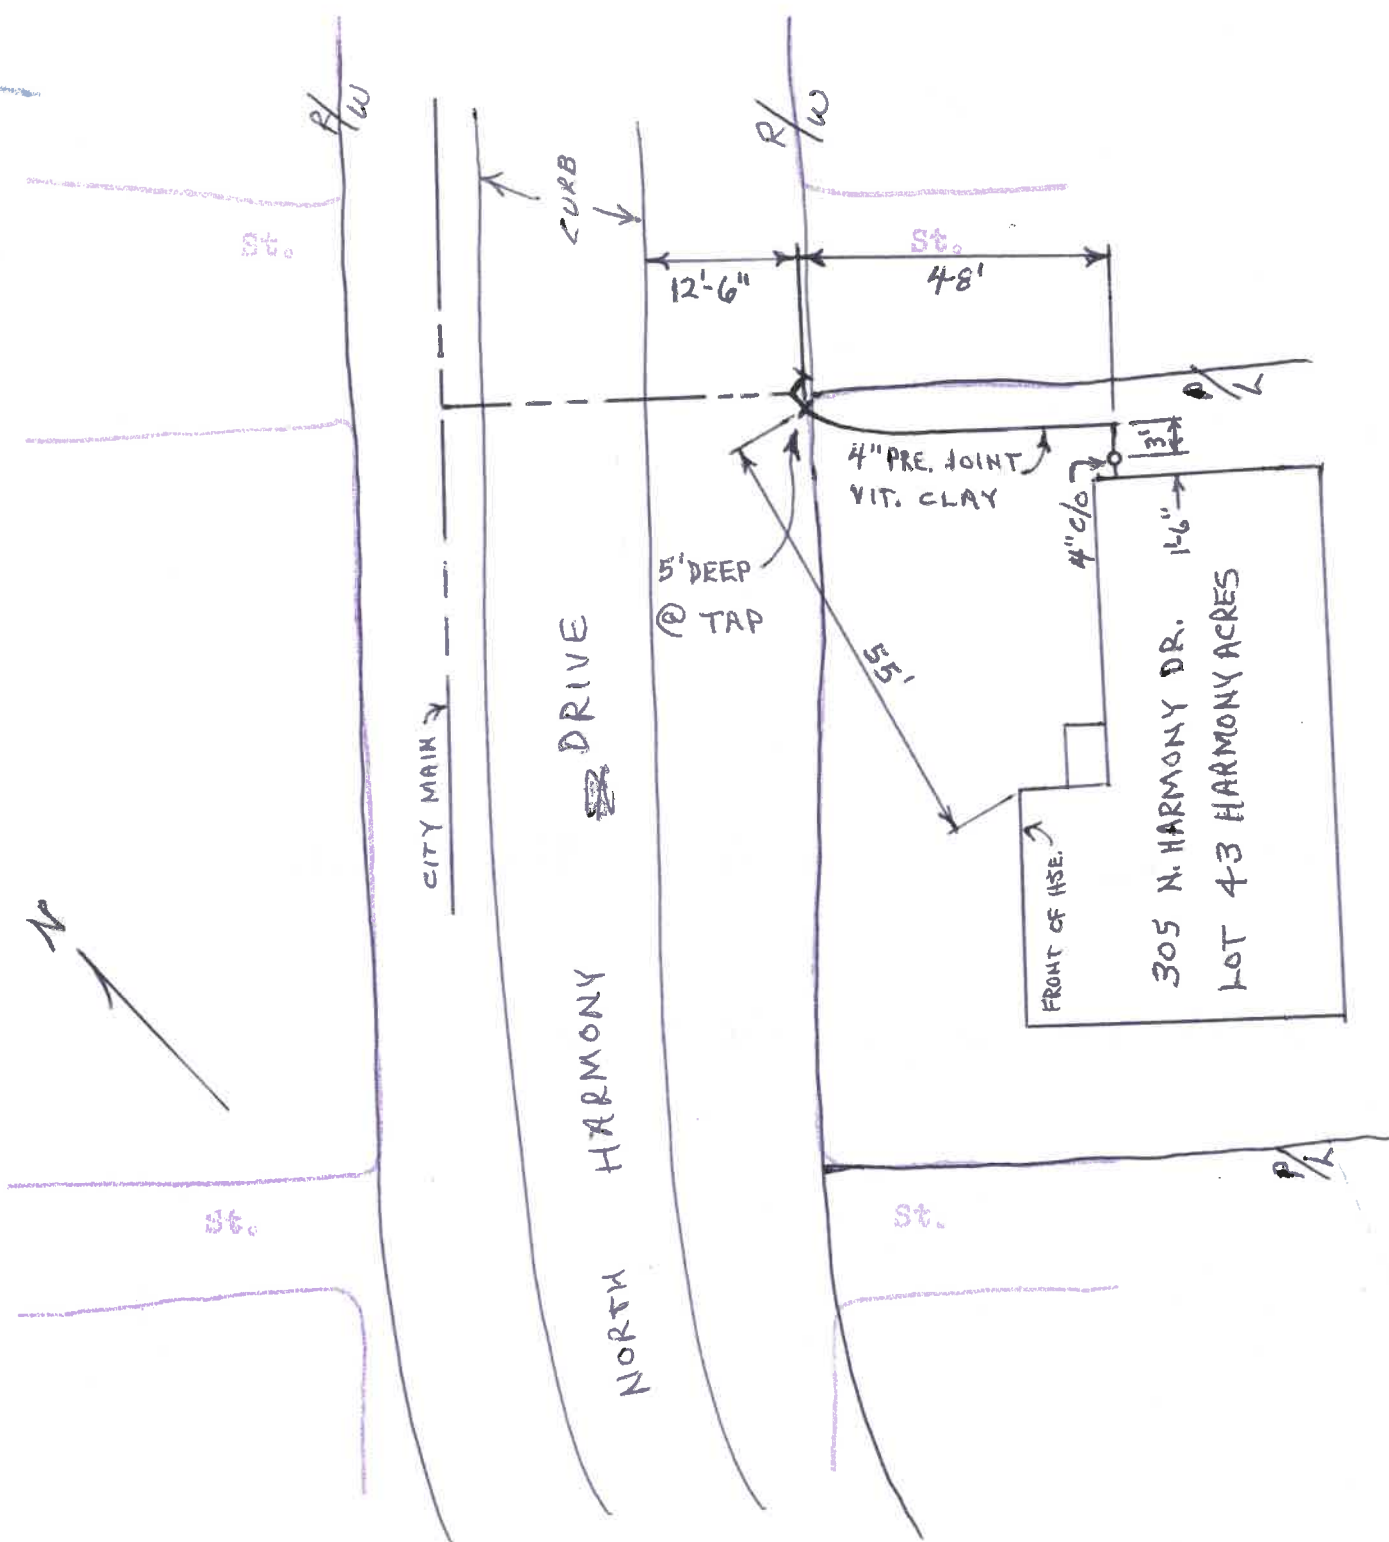 R/W
R/W
CURB
St.
St.
12'-6"
48'
P/L
3'
4" PRE. JOINT
VIT. CLAY
4" C/O
1'-6"
5' DEEP
@ TAP
55'
CITY MAIN
NORTH HARMONY DRIVE
FRONT OF HSE.
305 N. HARMONY DR.
LOT 43 HARMONY ACRES
N
P/L
St.
St.